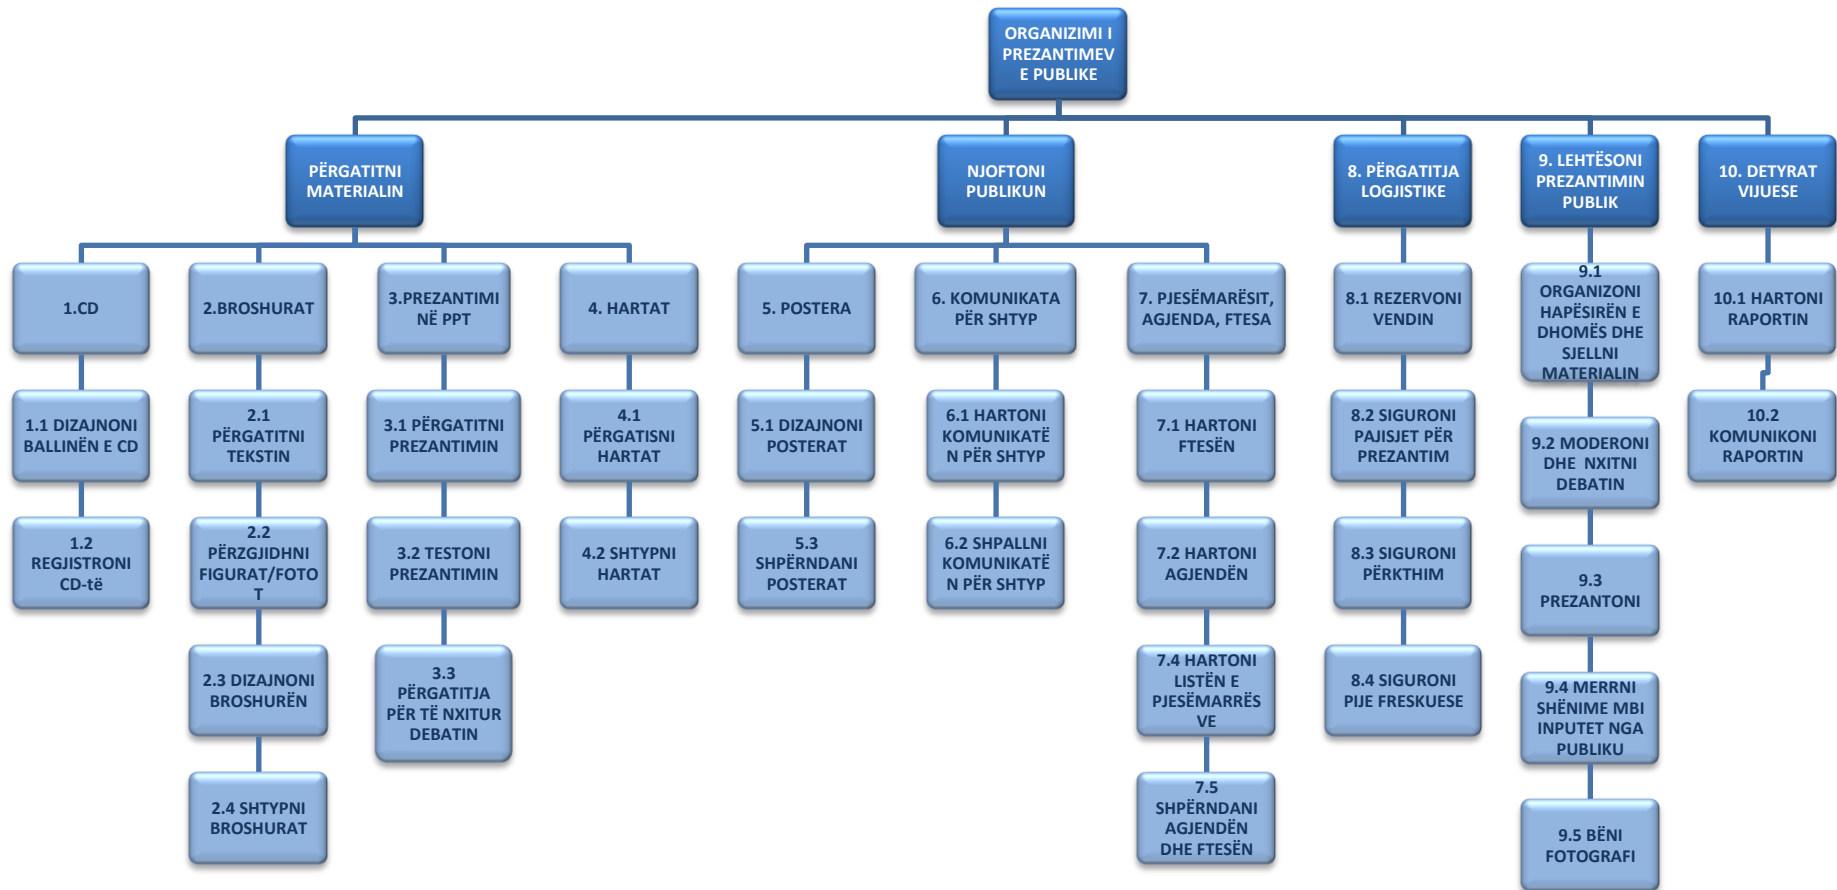 ORGANIZIMI I
PREZANTIMEV
E PUBLIKE
PËRGATITNI
MATERIALIN
NJOFTONI
PUBLIKUN
8. PËRGATITJA
LOGJISTIKE
9. LEHTËSONI
PREZANTIMIN
PUBLIK
10. DETYRAT
VIJUESE
1.CD
2.BROSHURAT
3.PREZANTIMI
NË PPT
4. HARTAT
5. POSTERA
6. KOMUNIKATA
PËR SHTYP
7. PJESËMARËSIT,
AGJENDA, FTESA
8.1 REZERVONI
VENDIN
9.1
ORGANIZONI
HAPËSIRËN E
DHOMËS DHE
SJELLNI
MATERIALIN
10.1 HARTONI
RAPORTIN
1.1 DIZAJNONI
BALLINËN E CD
2.1
PËRGATITNI
TEKSTIN
3.1 PËRGATITNI
PREZANTIMIN
4.1
PËRGATISNI
HARTAT
5.1 DIZAJNONI
POSTERAT
6.1 HARTONI
KOMUNIKATË
N PËR SHTYP
7.1 HARTONI
FTESËN
8.2 SIGURONI
PAJISJET PËR
PREZANTIM
9.2 MODERONI
DHE  NXITNI
DEBATIN
10.2
KOMUNIKONI
RAPORTIN
1.2
REGJISTRONI
CD-të
2.2
PËRZGJIDHNI
FIGURAT/FOTO
T
3.2 TESTONI
PREZANTIMIN
4.2 SHTYPNI
HARTAT
5.3
SHPËRNDANI
POSTERAT
6.2 SHPALLNI
KOMUNIKATË
N PËR SHTYP
7.2 HARTONI
AGJENDËN
8.3 SIGURONI
PËRKTHIM
9.3
PREZANTONI
2.3 DIZAJNONI
BROSHURËN
3.3
PËRGATITJA
PËR TË NXITUR
DEBATIN
7.4 HARTONI
LISTËN E
PJESËMARRËS
VE
8.4 SIGURONI
PIJE FRESKUESE
9.4 MERRNI
SHËNIME MBI
INPUTET NGA
PUBLIKU
2.4 SHTYPNI
BROSHURAT
7.5
SHPËRNDANI
AGJENDËN
DHE FTESËN
9.5 BËNI
FOTOGRAFI